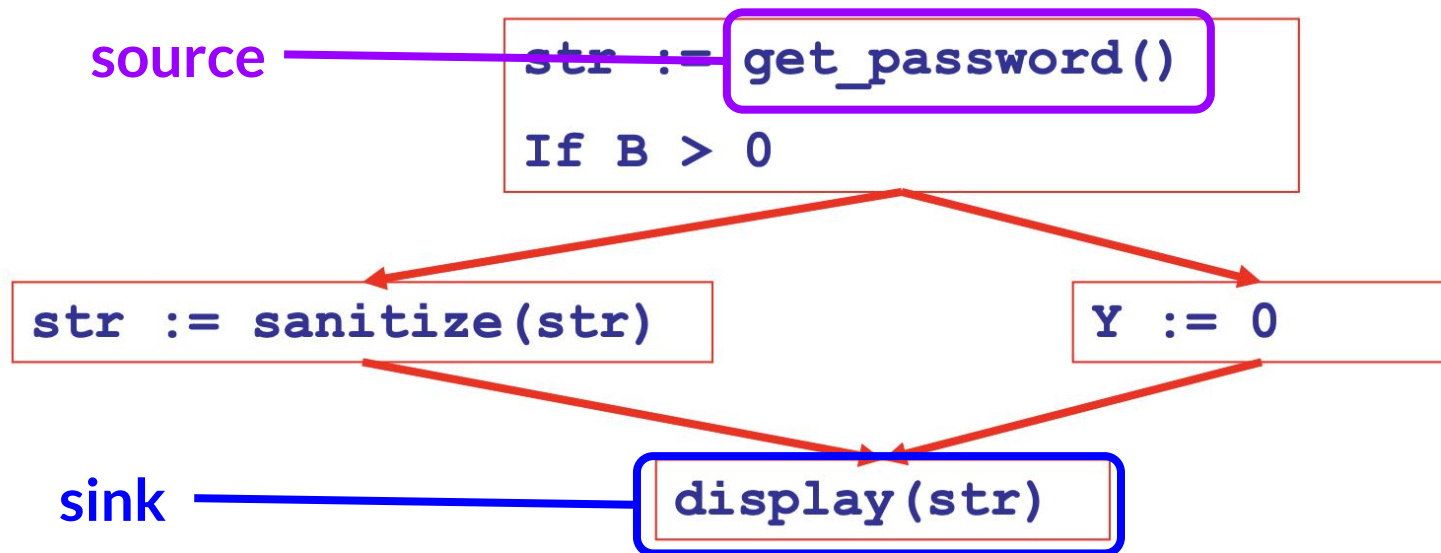 source
str := get_password()
If B > 0
str := sanitize(str)
Y := 0
sink
display(str)